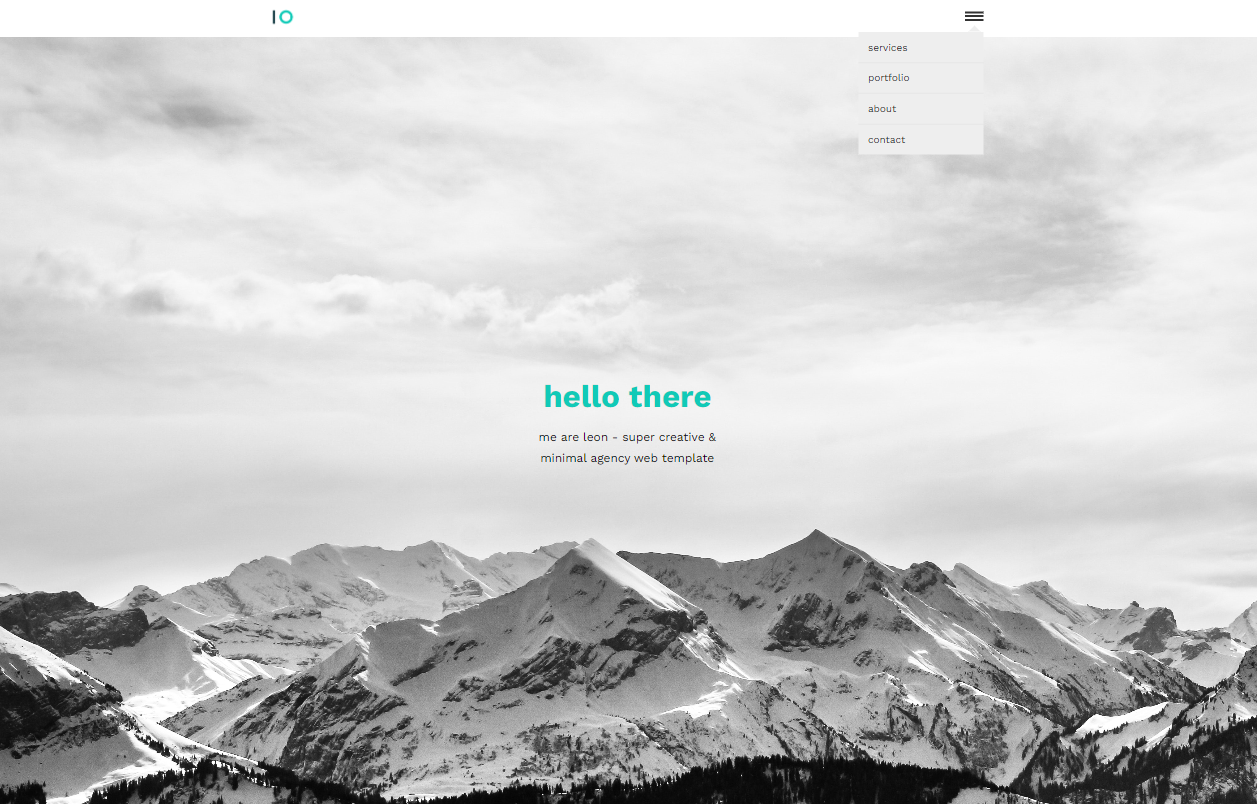 IO
services
portfolio
about
contact
hello there
me are leon - super creative &
minimal agency web template